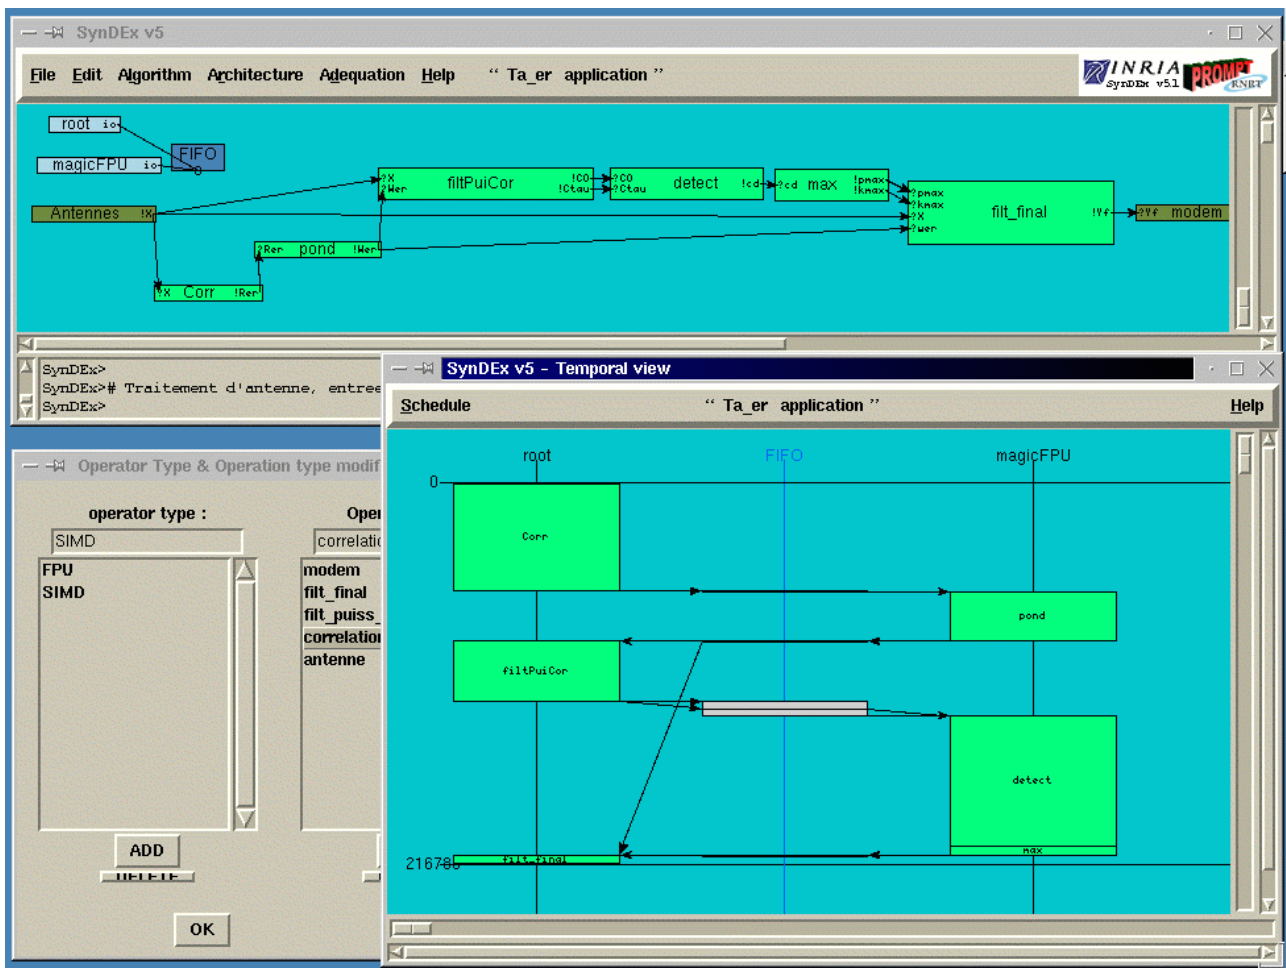 SynDEx v5
File Edit Algorithm Architecture Adequation Help “ Ta_er application ”
INRIA
SynDEx v5.1
PROMPT
RNRT
root io
FIFO
magicFPU io
?X filtPuiCor !CO
?Wer !Ctau
?CO detect !cd
?Ctau
?cd max !pmax
!kmax
?pmax
?kmax
?X filt_final !Yf
?wer
?Yf modem
Antennes !X
?Rer pond !Wer
?X Corr !Rer
SynDEx>
SynDEx># Traitement d'antenne, entree
SynDEx>
SynDEx v5 - Temporal view
Schedule “ Ta_er application ” Help
root FIFO magicFPU
0
Corr
pond
filtPuiCor
detect
max
filt_final
Operator Type & Operation type modif
operator type :
Oper
SIMD
correlatio
FPU
SIMD
modem
filt_final
filt_puiss_
correlation
antenne
ADD
DELETE
OK